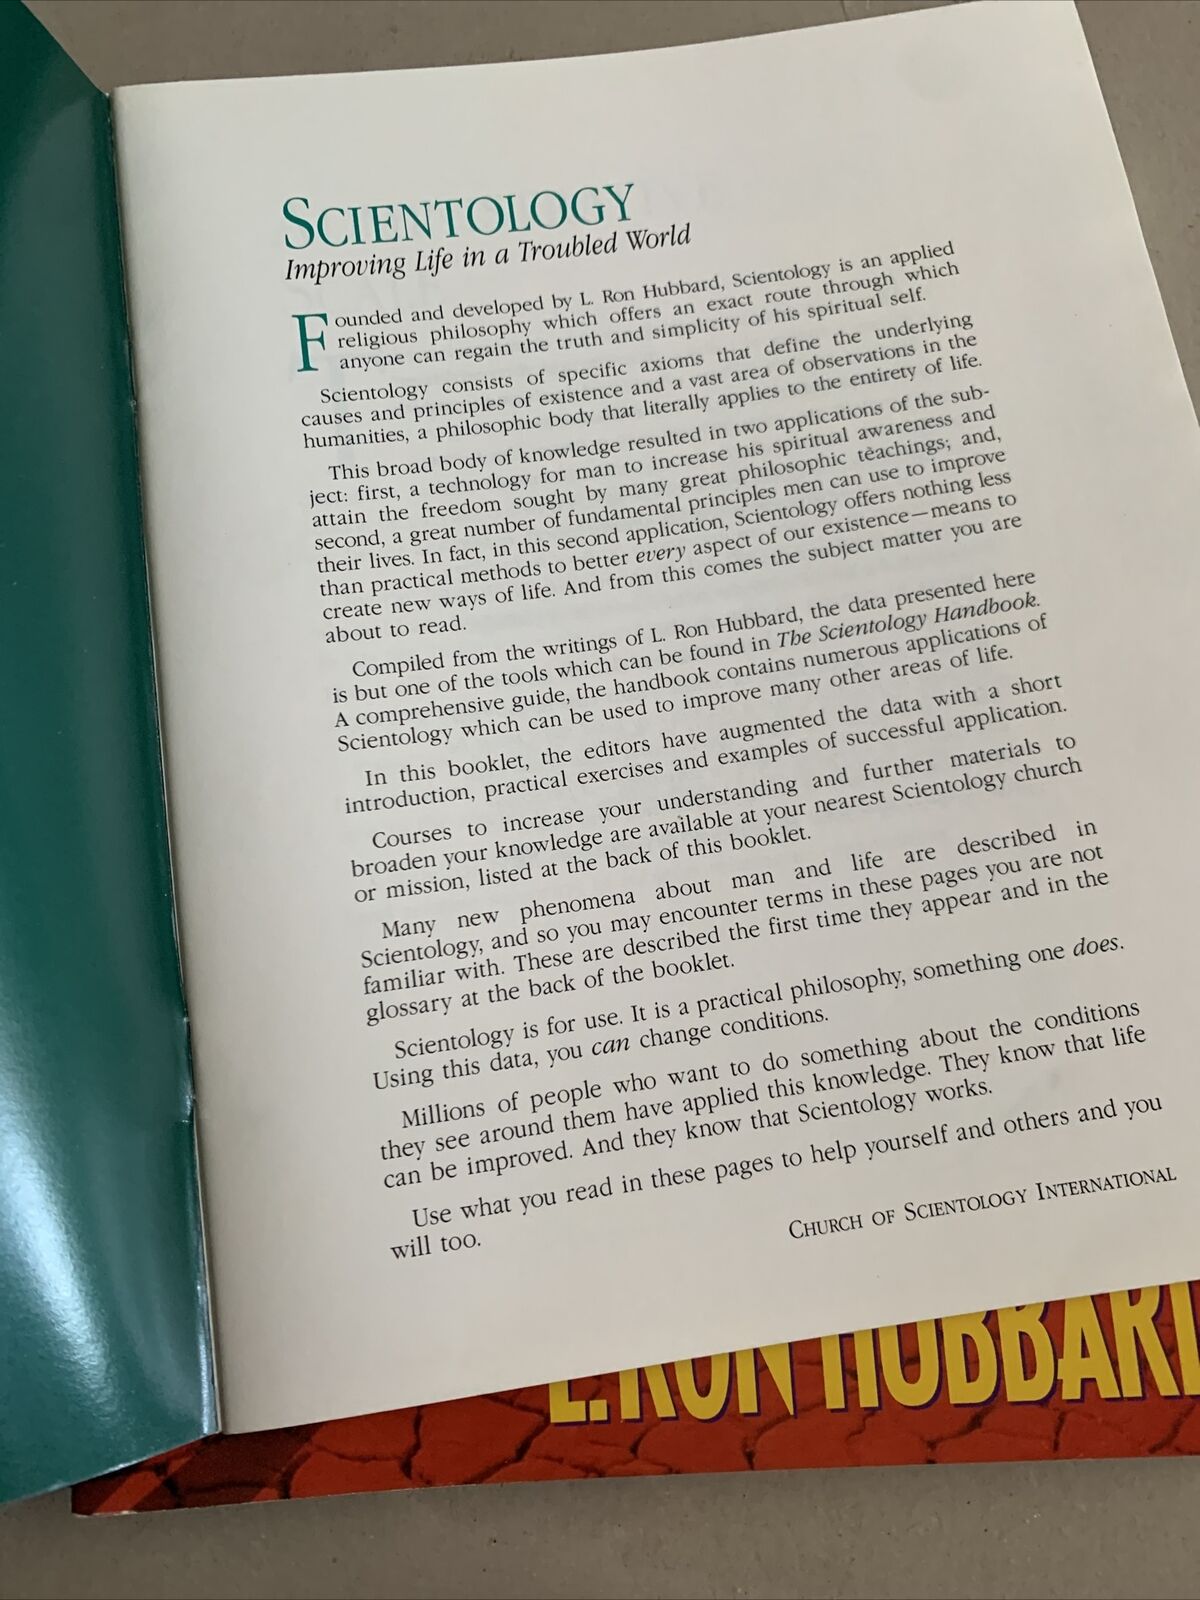 SCIENTOLOGY
Improving Life in a Troubled World
Founded and developed by L. Ron Hubbard, Scientology is an applied
religious philosophy which offers an exact route through which
anyone can regain the truth and simplicity of his spiritual self.
Scientology consists of specific axioms that define the underlying
causes and principles of existence and a vast area of observations in the
humanities, a philosophic body that literally applies to the entirety of life.
This broad body of knowledge resulted in two applications of the sub-
ject: first, a technology for man to increase his spiritual awareness and
attain the freedom sought by many great philosophic teachings; and,
second, a great number of fundamental principles men can use to improve
their lives. In fact, in this second application, Scientology offers nothing less
than practical methods to better every aspect of our existence—means to
create new ways of life. And from this comes the subject matter you are
about to read.
Compiled from the writings of L. Ron Hubbard, the data presented here
is but one of the tools which can be found in The Scientology Handbook.
A comprehensive guide, the handbook contains numerous applications of
Scientology which can be used to improve many other areas of life.
In this booklet, the editors have augmented the data with a short
introduction, practical exercises and examples of successful application.
Courses to increase your understanding and further materials to
broaden your knowledge are available at your nearest Scientology church
or mission, listed at the back of this booklet.
Many new phenomena about man and life are described in
Scientology, and so you may encounter terms in these pages you are not
familiar with. These are described the first time they appear and in the
glossary at the back of the booklet.
Scientology is for use. It is a practical philosophy, something one does.
Using this data, you can change conditions.
Millions of people who want to do something about the conditions
they see around them have applied this knowledge. They know that life
can be improved. And they know that Scientology works.
Use what you read in these pages to help yourself and others and you
will too.
CHURCH OF SCIENTOLOGY INTERNATIONAL
L. RON HUBBARD